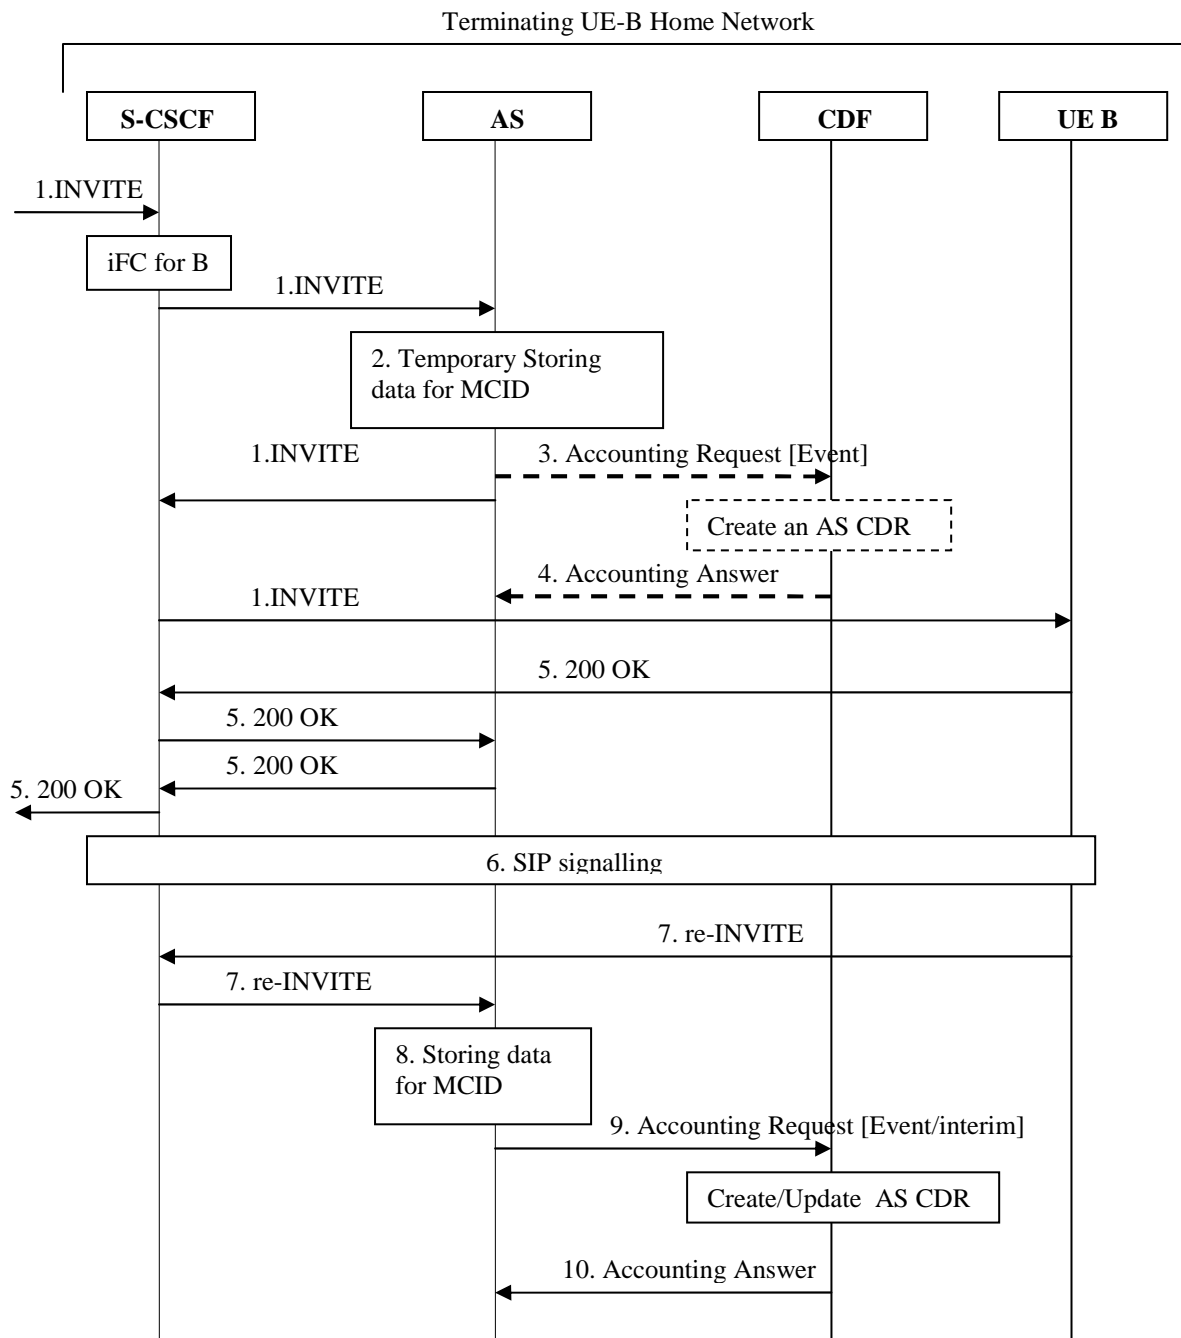 Terminating UE-B Home Network
S-CSCF
AS
CDF
UE B
1.INVITE
iFC for B
1.INVITE
2. Temporary Storing
data for MCID
1.INVITE
3. Accounting Request [Event]
Create an AS CDR
4. Accounting Answer
1.INVITE
5. 200 OK
5. 200 OK
5. 200 OK
5. 200 OK
6. SIP signalling
7. re-INVITE
7. re-INVITE
8. Storing data
for MCID
9. Accounting Request [Event/interim]
Create/Update AS CDR
10. Accounting Answer